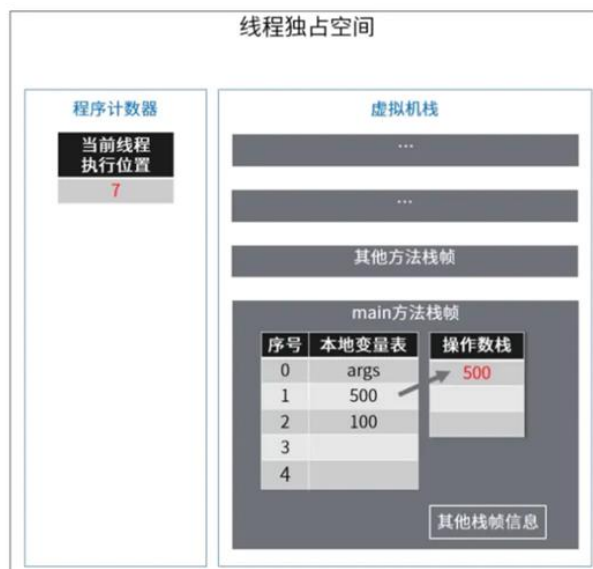 线程独占空间
程序计数器
当前线程
执行位置
7
虚拟机栈
...
...
其他方法栈帧
main方法栈帧
序号 本地变量表 操作数栈
0 args 500
1 500
2 100
3
4
其他栈帧信息